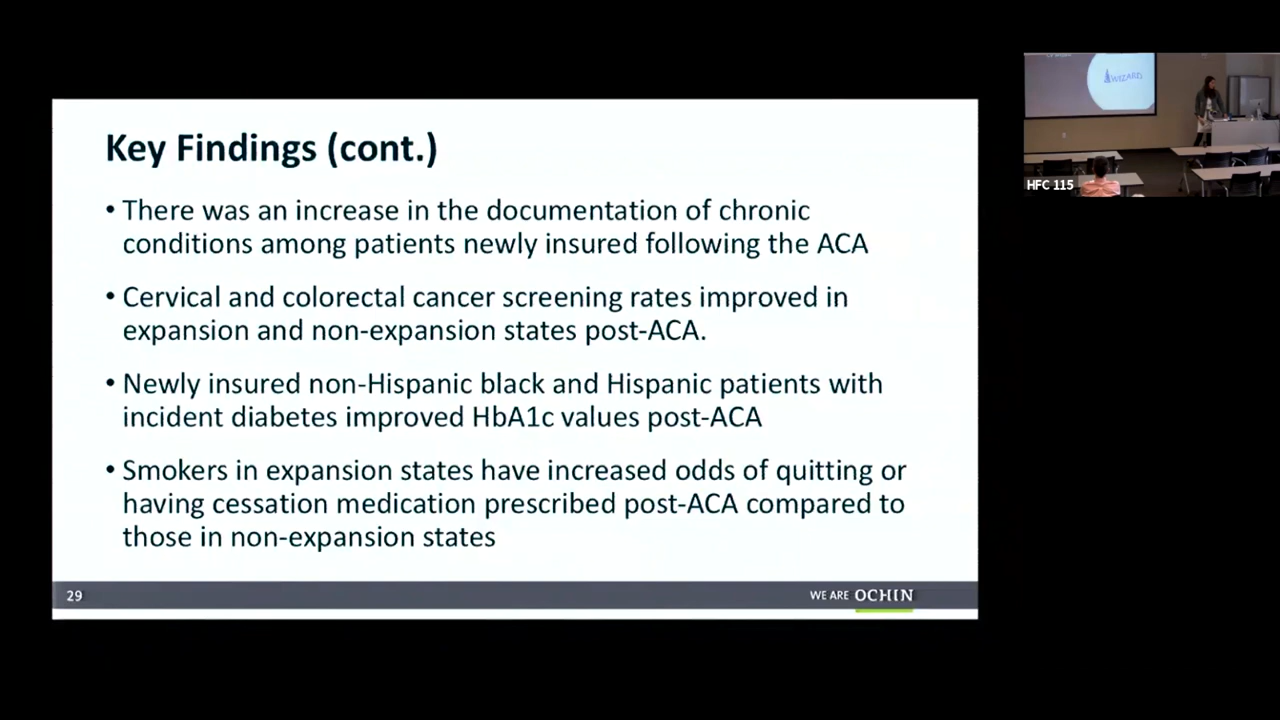 Key Findings (cont.)
• There was an increase in the documentation of chronic
conditions among patients newly insured following the ACA
• Cervical and colorectal cancer screening rates improved in
expansion and non-expansion states post-ACA.
• Newly insured non-Hispanic black and Hispanic patients with
incident diabetes improved HbA1c values post-ACA
• Smokers in expansion states have increased odds of quitting or
having cessation medication prescribed post-ACA compared to
those in non-expansion states
29
WE ARE OCHIN
WIZARD
HFC 115